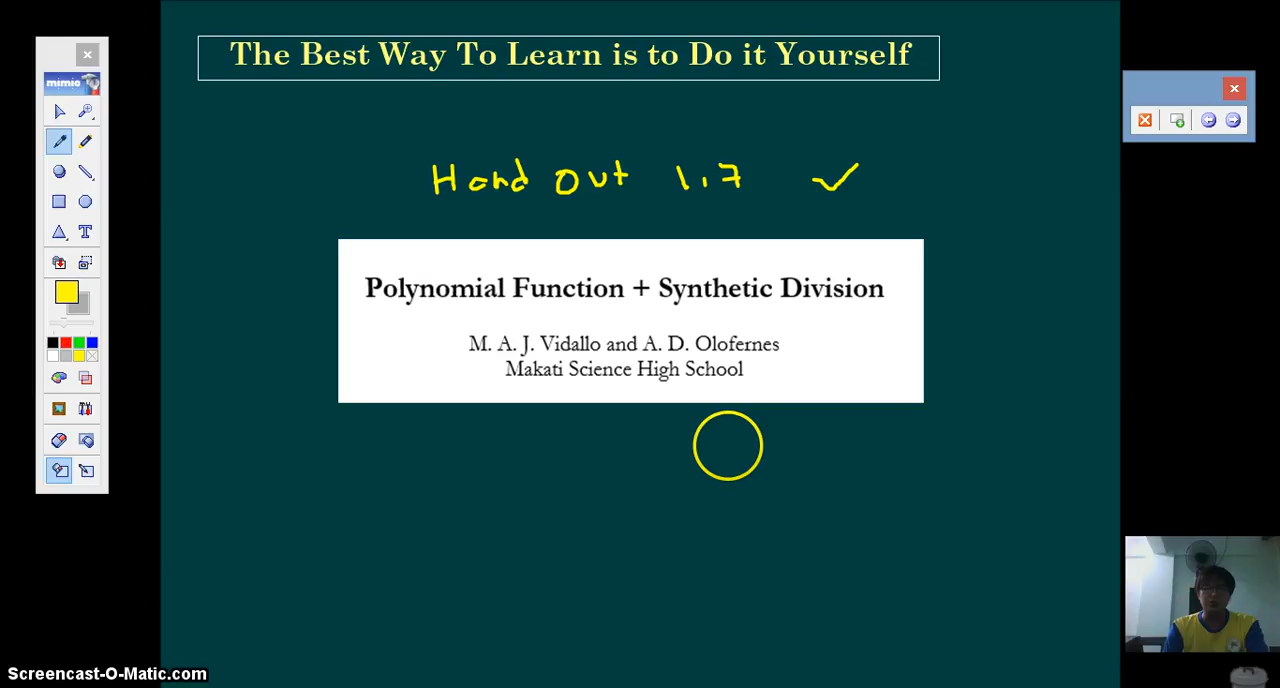 The Best Way To Learn is to Do it Yourself
mimio
Hand Out 1.7 ✓
Polynomial Function + Synthetic Division
M. A. J. Vidallo and A. D. Olofernes
Makati Science High School
Screencast-O-Matic.com